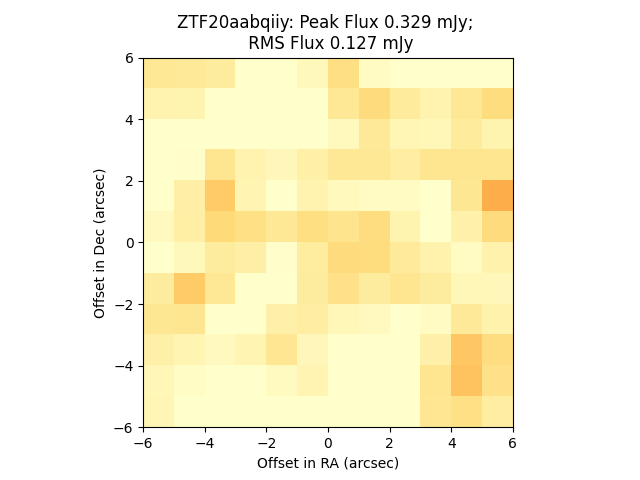 ZTF20aabqiiy: Peak Flux 0.329 mJy;
RMS Flux 0.127 mJy
6
4
2
0
−2
−4
−6
Offset in Dec (arcsec)
−6 −4 −2 0 2 4 6
Offset in RA (arcsec)